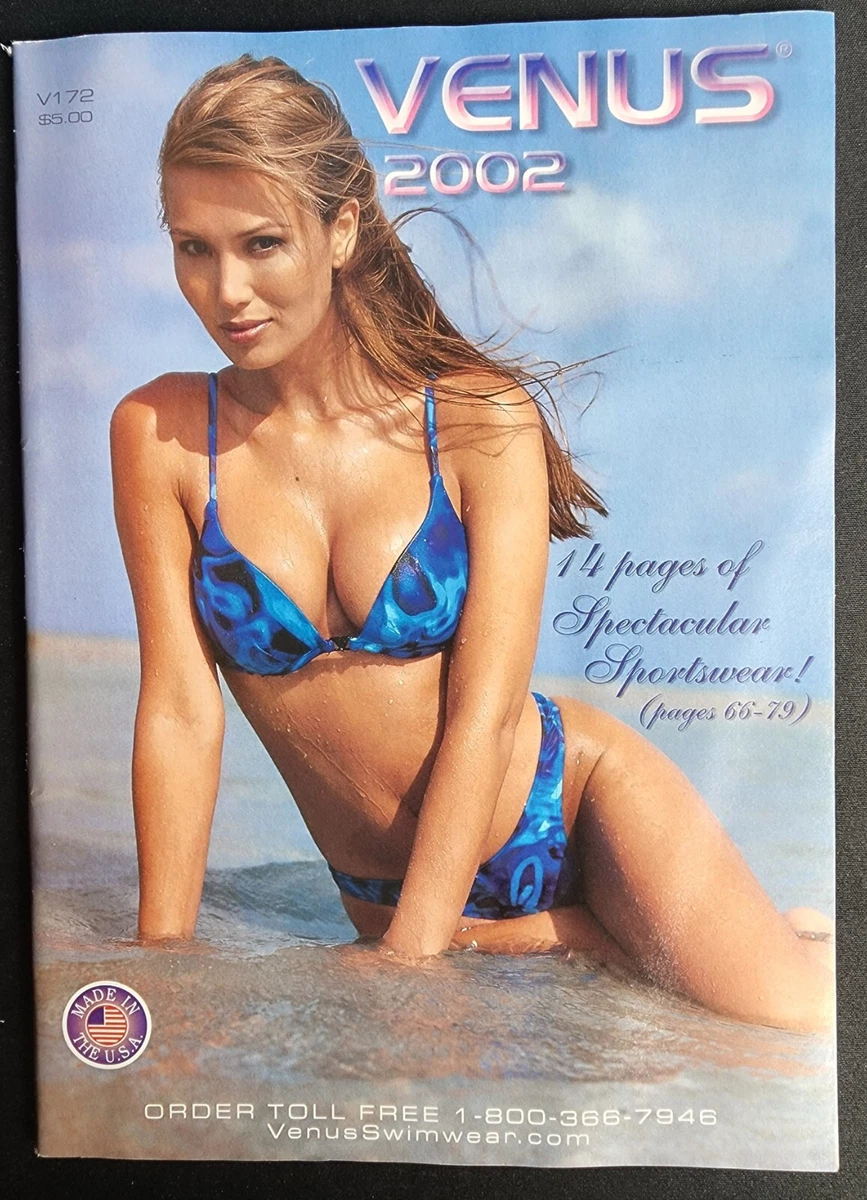 V172
$5.00
VENUS®
2002
14 pages of
Spectacular
Sportswear!
(pages 66-79)
MADE IN
THE U.S.A.
ORDER TOLL FREE 1-800-366-7946
VenusSwimwear.com